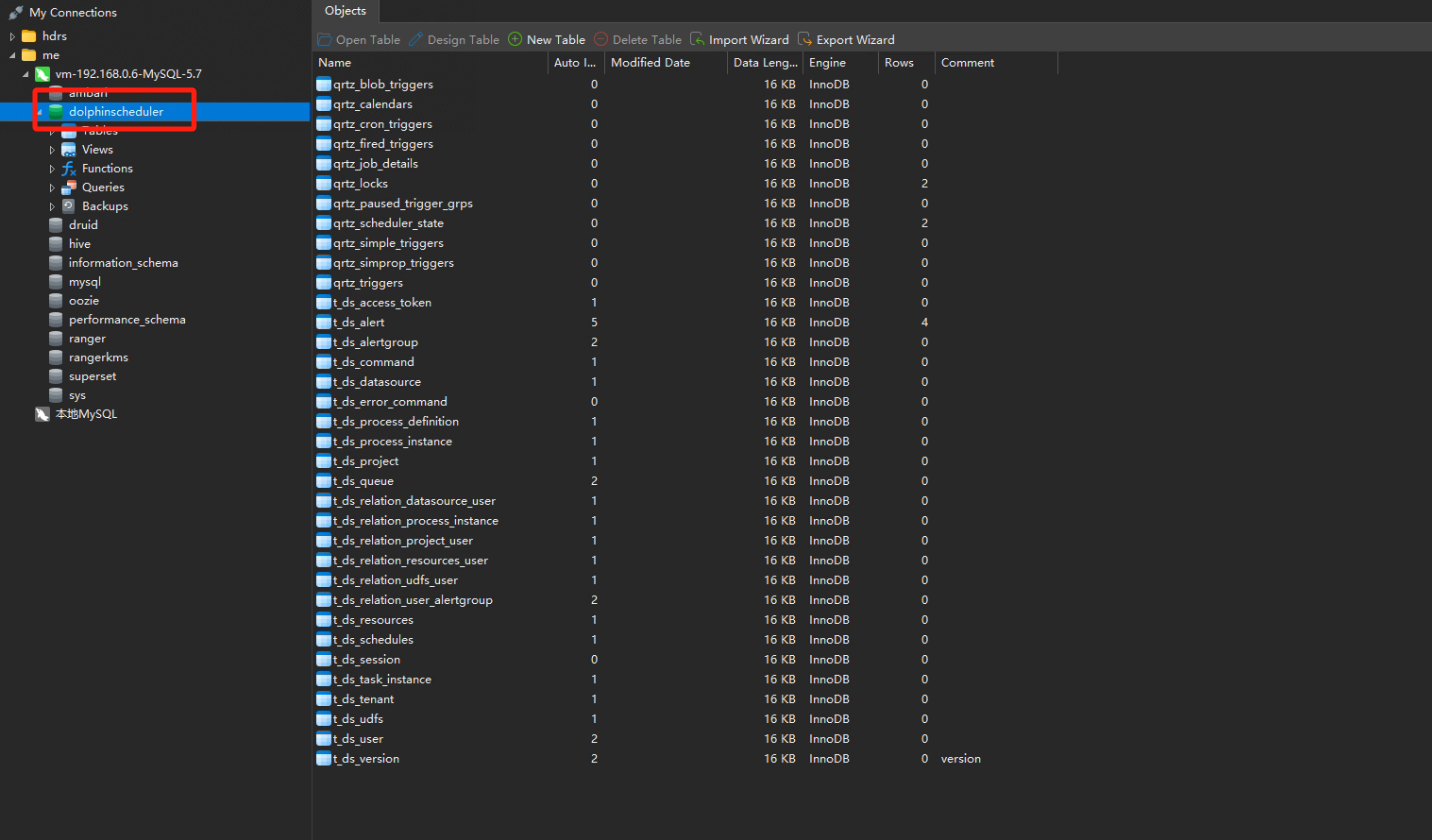 My Connections
hdrs
me
vm-192.168.0.6-MySQL-5.7
ambari
dolphinscheduler
Tables
Views
Functions
Queries
Backups
druid
hive
information_schema
mysql
oozie
performance_schema
ranger
rangerkms
superset
sys
本地MySQL
Objects
Open Table Design Table New Table Delete Table Import Wizard Export Wizard
Name Auto I... Modified Date Data Leng... Engine Rows Comment
qrtz_blob_triggers 0 16 KB InnoDB 0
qrtz_calendars 0 16 KB InnoDB 0
qrtz_cron_triggers 0 16 KB InnoDB 0
qrtz_fired_triggers 0 16 KB InnoDB 0
qrtz_job_details 0 16 KB InnoDB 0
qrtz_locks 0 16 KB InnoDB 2
qrtz_paused_trigger_grps 0 16 KB InnoDB 0
qrtz_scheduler_state 0 16 KB InnoDB 2
qrtz_simple_triggers 0 16 KB InnoDB 0
qrtz_simprop_triggers 0 16 KB InnoDB 0
qrtz_triggers 0 16 KB InnoDB 0
t_ds_access_token 1 16 KB InnoDB 0
t_ds_alert 5 16 KB InnoDB 4
t_ds_alertgroup 2 16 KB InnoDB 0
t_ds_command 1 16 KB InnoDB 0
t_ds_datasource 1 16 KB InnoDB 0
t_ds_error_command 0 16 KB InnoDB 0
t_ds_process_definition 1 16 KB InnoDB 0
t_ds_process_instance 1 16 KB InnoDB 0
t_ds_project 1 16 KB InnoDB 0
t_ds_queue 2 16 KB InnoDB 0
t_ds_relation_datasource_user 1 16 KB InnoDB 0
t_ds_relation_process_instance 1 16 KB InnoDB 0
t_ds_relation_project_user 1 16 KB InnoDB 0
t_ds_relation_resources_user 1 16 KB InnoDB 0
t_ds_relation_udfs_user 1 16 KB InnoDB 0
t_ds_relation_user_alertgroup 2 16 KB InnoDB 0
t_ds_resources 1 16 KB InnoDB 0
t_ds_schedules 1 16 KB InnoDB 0
t_ds_session 0 16 KB InnoDB 0
t_ds_task_instance 1 16 KB InnoDB 0
t_ds_tenant 1 16 KB InnoDB 0
t_ds_udfs 1 16 KB InnoDB 0
t_ds_user 2 16 KB InnoDB 0
t_ds_version 2 16 KB InnoDB 0 version